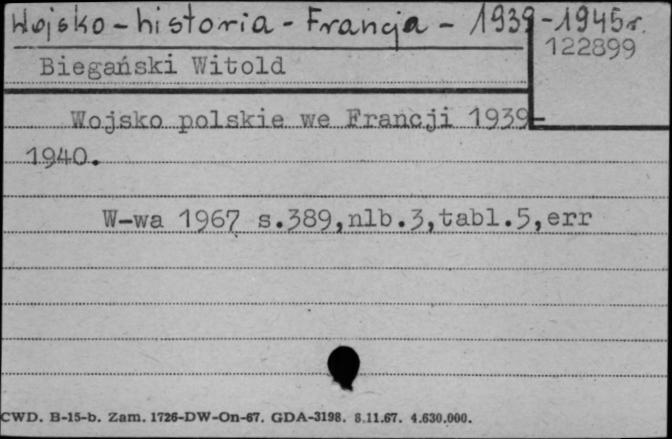 Wojsko - historia - Francja - 1939 - 1945 r.
122899
Biegański Witold
Wojsko polskie we Francji 1939-
1940.
W-wa 1967 s.389,nlb.3,tabl.5,err
CWD. B-15-b. Zam. 1726-DW-On-67. GDA-3198. 8.11.67. 4.630.000.